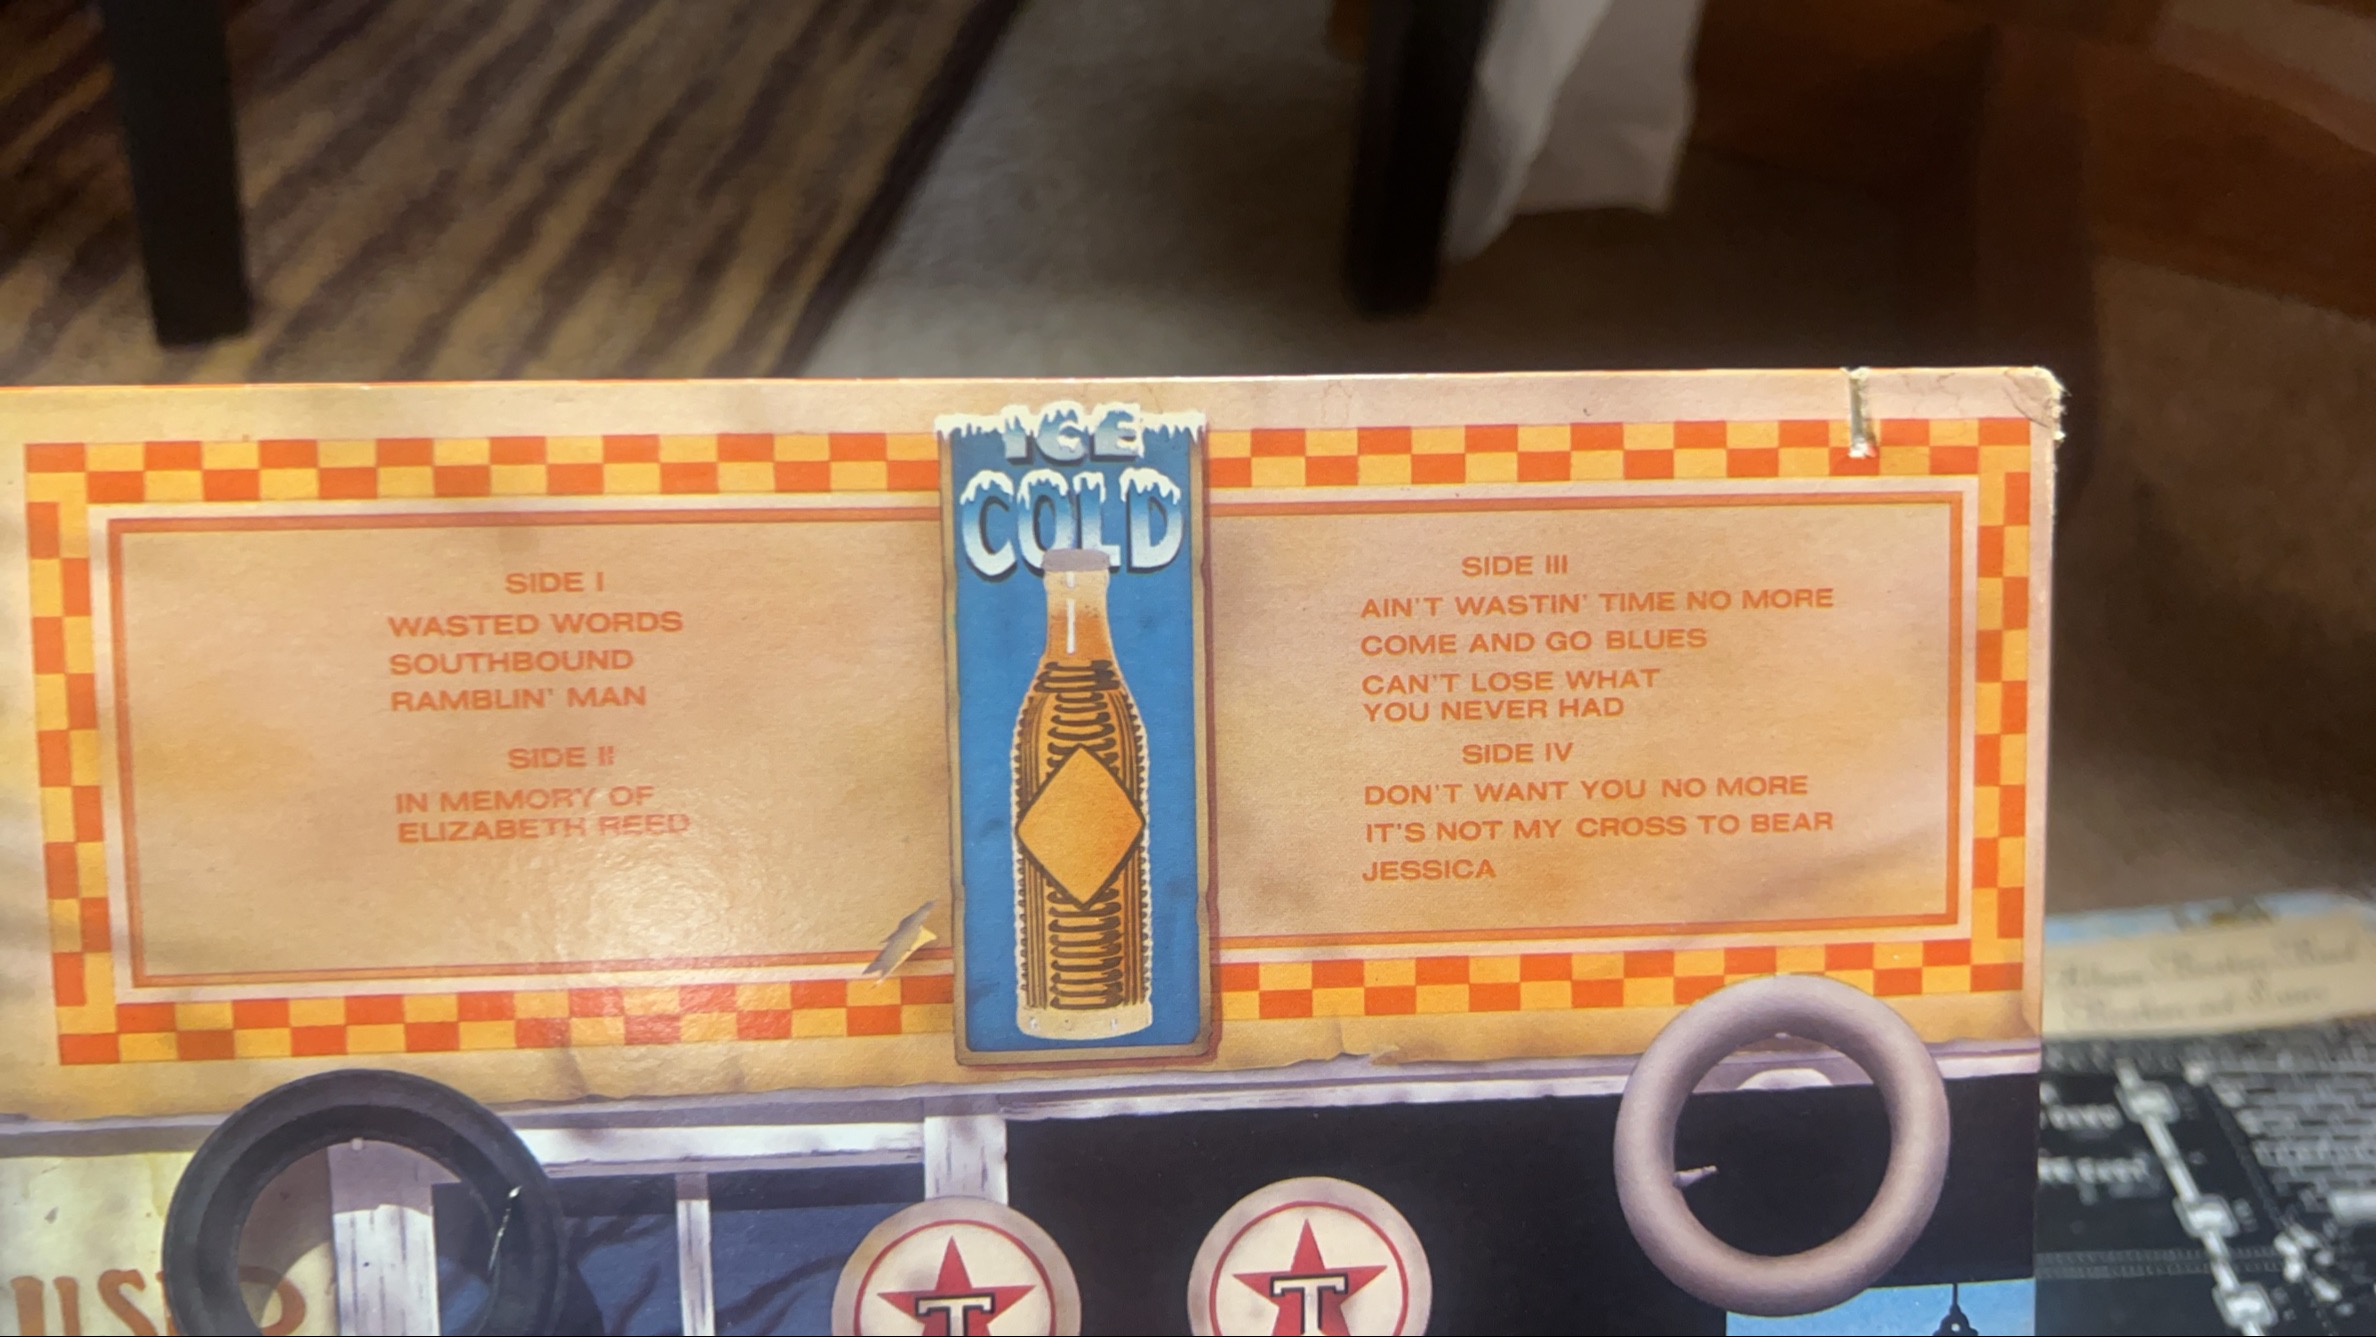 ICE
COLD
SIDE I
WASTED WORDS
SOUTHBOUND
RAMBLIN' MAN
SIDE II
IN MEMORY OF
ELIZABETH REED
SIDE III
AIN'T WASTIN' TIME NO MORE
COME AND GO BLUES
CAN'T LOSE WHAT
YOU NEVER HAD
SIDE IV
DON'T WANT YOU NO MORE
IT'S NOT MY CROSS TO BEAR
JESSICA
T
T